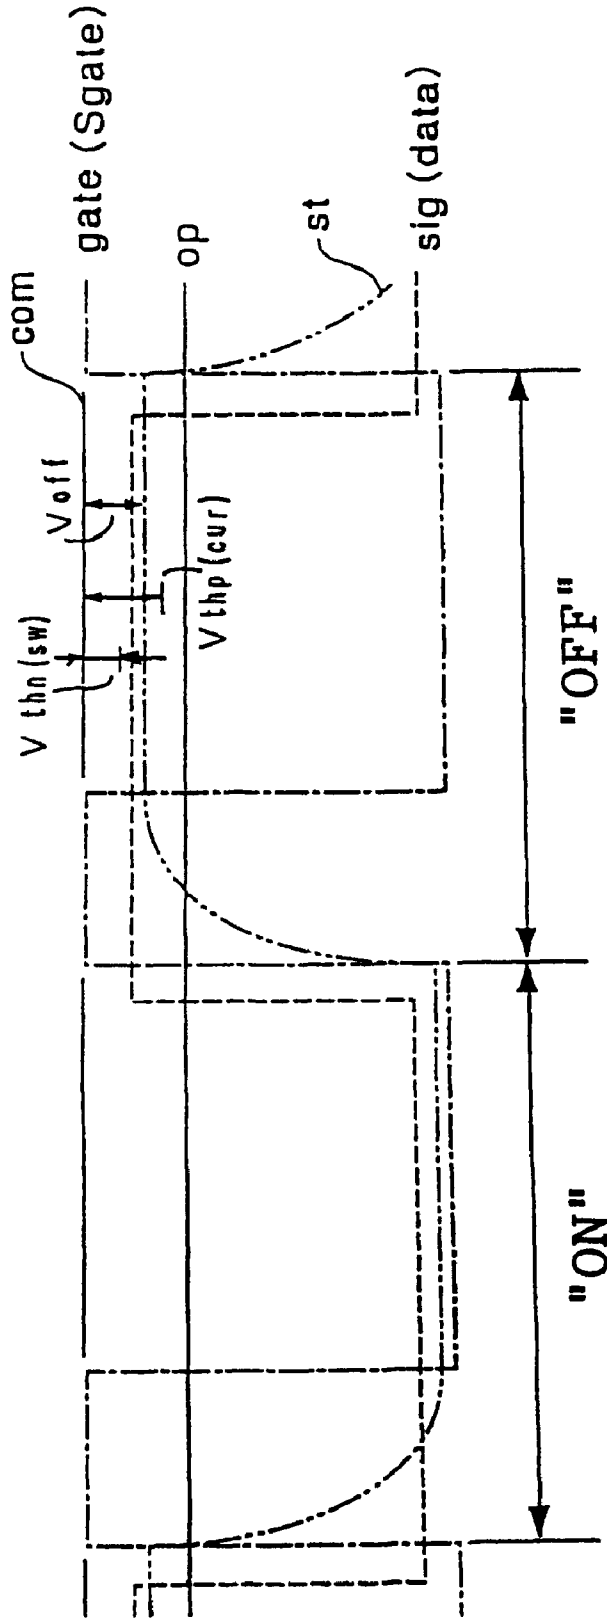 gate (Sgate)
com
op
st
sig (data)
Voff
Vthp (cur)
Vthn (sw)
"OFF"
"ON"